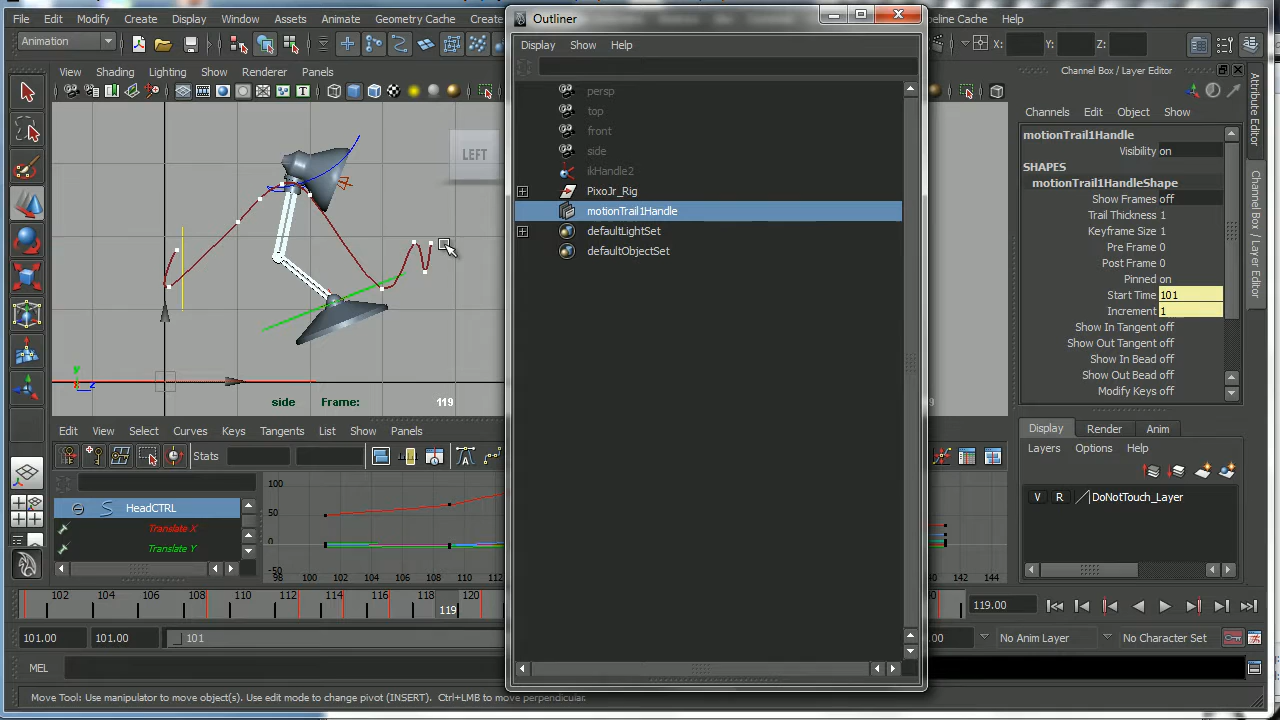 File Edit Modify Create Display Window Assets Animate Geometry Cache Create
Outliner
eline Cache Help
Animation
X: Y: Z:
Display Show Help
Channel Box / Layer Editor
View Shading Lighting Show Renderer Panels
Channels Edit Object Show
persp
top
front
side
ikHandle2
PixoJr_Rig
motionTrail1Handle
defaultLightSet
defaultObjectSet
LEFT
y
z
side Frame: 119
motionTrail1Handle
Visibility on
SHAPES
motionTrail1HandleShape
Show Frames off
Trail Thickness 1
Keyframe Size 1
Pre Frame 0
Post Frame 0
Pinned on
Start Time 101
Increment 1
Show In Tangent off
Show Out Tangent off
Show In Bead off
Show Out Bead off
Modify Keys off
Attribute Editor
Channel Box / Layer Editor
Display Render Anim
Layers Options Help
V R DoNotTouch_Layer
Edit View Select Curves Keys Tangents List Show Panels
Stats
HeadCTRL
Translate X
Translate Y
100
50
0
-50
98 100 102 104 106 108 110 112
142 144
102 104 106 108 110 112 114 116 119 120
119.00
101.00 101.00 101
.00 No Anim Layer No Character Set
MEL
Move Tool: Use manipulator to move object(s). Use edit mode to change pivot (INSERT). Ctrl+LMB to move perpendicular.